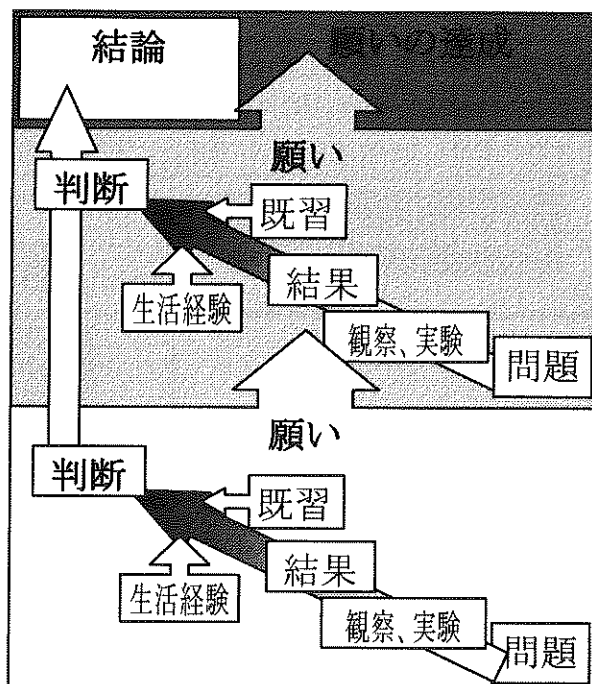 結論
願いの達成
願い
判断
既習
結果
生活経験
観察、実験
問題
願い
判断
既習
結果
生活経験
観察、実験
問題